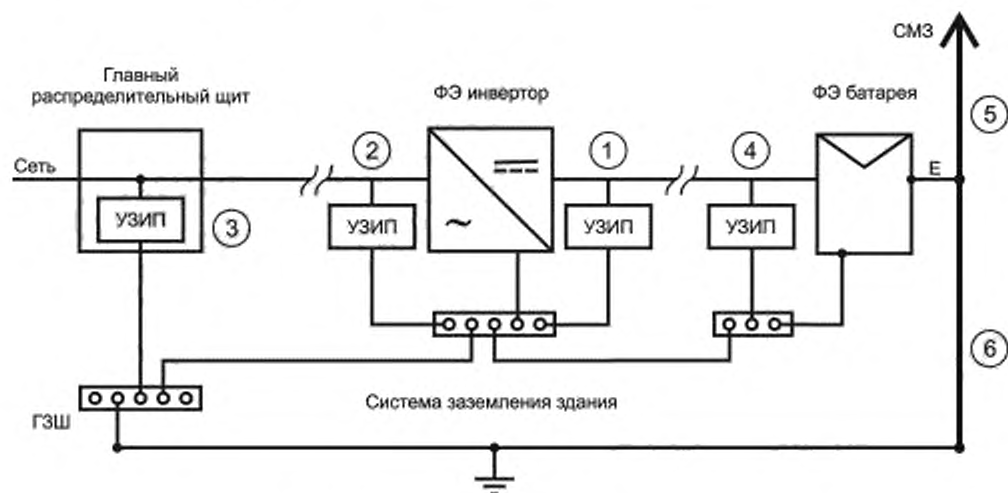 СМЗ
Главный
распределительный щит
ФЭ инвертор
ФЭ батарея
5
2
1
4
Сеть
E
УЗИП
3
УЗИП
УЗИП
УЗИП
~
6
ГЗШ
Система заземления здания